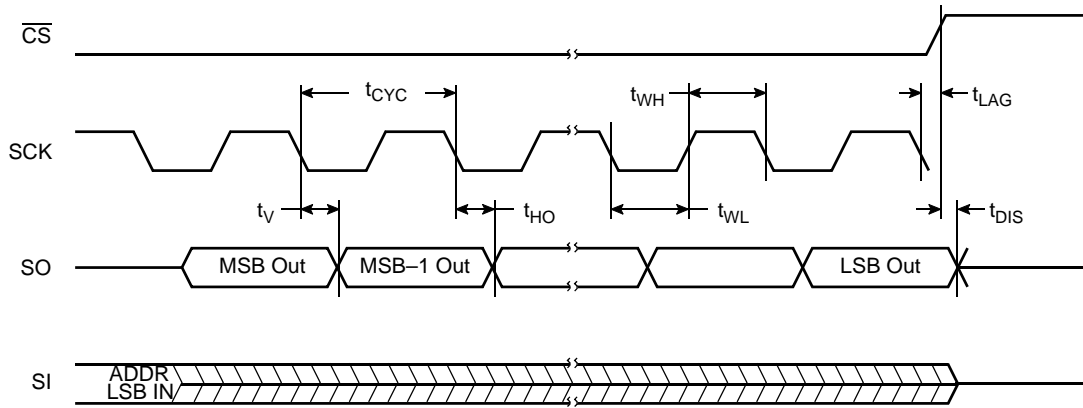 CS
tCYC
tWH
tLAG
SCK
tV
tHO
tWL
tDIS
SO
MSB Out
MSB–1 Out
LSB Out
SI
ADDR
LSB IN